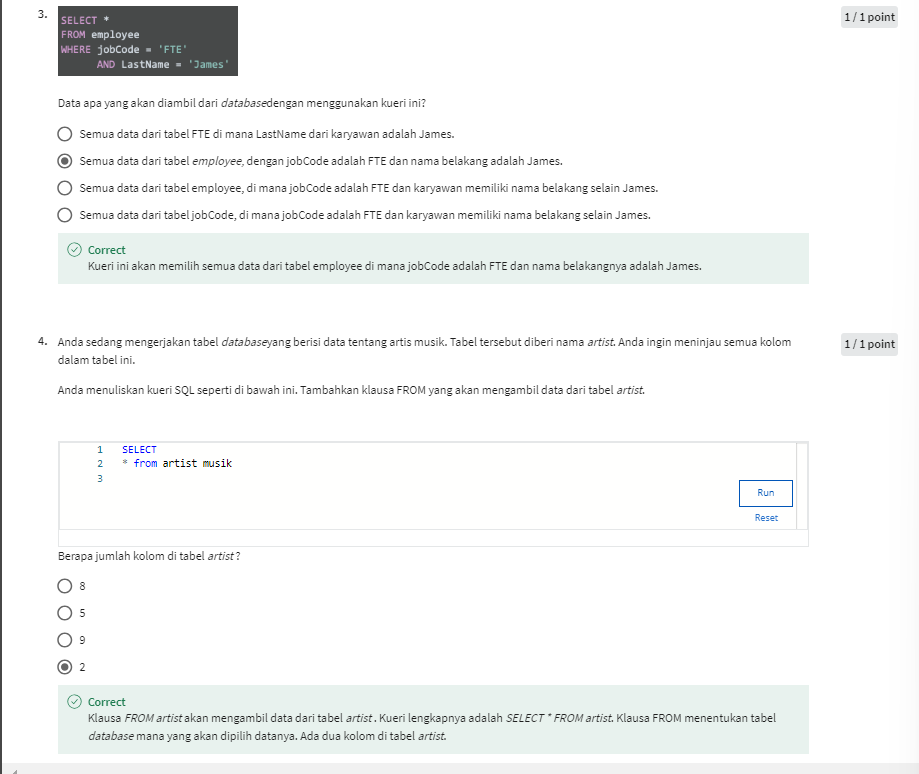 3.
1 / 1 point
SELECT *
FROM employee
WHERE jobCode = 'FTE'
AND LastName = 'James'
Data apa yang akan diambil dari databasedengan menggunakan kueri ini?
Semua data dari tabel FTE di mana LastName dari karyawan adalah James.
Semua data dari tabel employee, dengan jobCode adalah FTE dan nama belakang adalah James.
Semua data dari tabel employee, di mana jobCode adalah FTE dan karyawan memiliki nama belakang selain James.
Semua data dari tabel jobCode, di mana jobCode adalah FTE dan karyawan memiliki nama belakang selain James.
Correct
Kueri ini akan memilih semua data dari tabel employee di mana jobCode adalah FTE dan nama belakangnya adalah James.
4. Anda sedang mengerjakan tabel databaseyang berisi data tentang artis musik. Tabel tersebut diberi nama artist. Anda ingin meninjau semua kolom
1 / 1 point
dalam tabel ini.
Anda menuliskan kueri SQL seperti di bawah ini. Tambahkan klausa FROM yang akan mengambil data dari tabel artist.
1 SELECT
2 * from artist musik
3
Run
Reset
Berapa jumlah kolom di tabel artist?
8
5
9
2
Correct
Klausa FROM artist akan mengambil data dari tabel artist. Kueri lengkapnya adalah SELECT * FROM artist. Klausa FROM menentukan tabel
database mana yang akan dipilih datanya. Ada dua kolom di tabel artist.